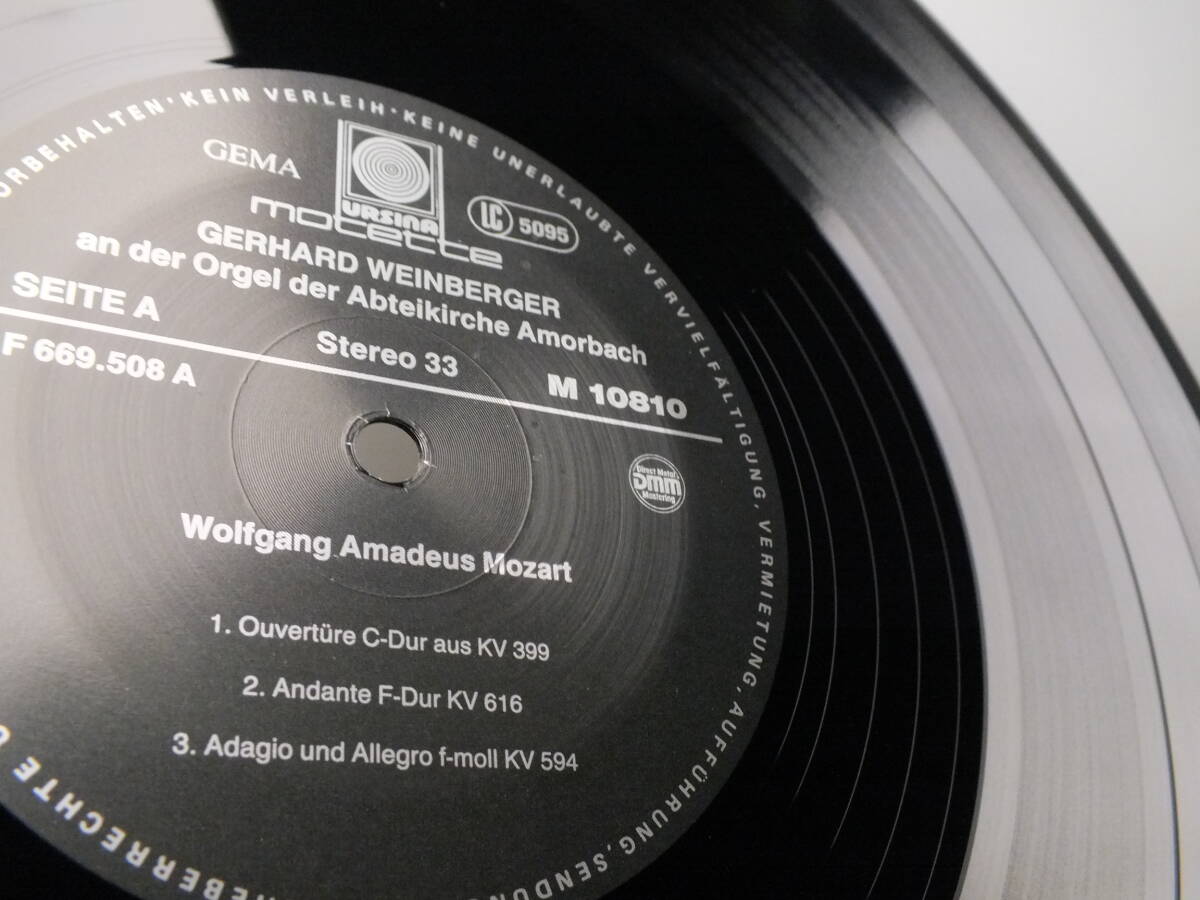 ORBEHALTEN · KEIN VERLEIH · KEINE UNERLAUBTE VERVIELFÄLTIGUNG, VERMIETUNG, AUFFÜHRUNG, SENDUN
GEMA
URSINA
motette
LC 5095
GERHARD WEINBERGER
an der Orgel der Abteikirche Amorbach
SEITE A
Stereo 33
F 669.508 A
M 10810
Direct Metal
DMM
Mastering
Wolfgang Amadeus Mozart
1. Ouvertüre C-Dur aus KV 399
2. Andante F-Dur KV 616
3. Adagio und Allegro f-moll KV 594
HEBERRECHTE